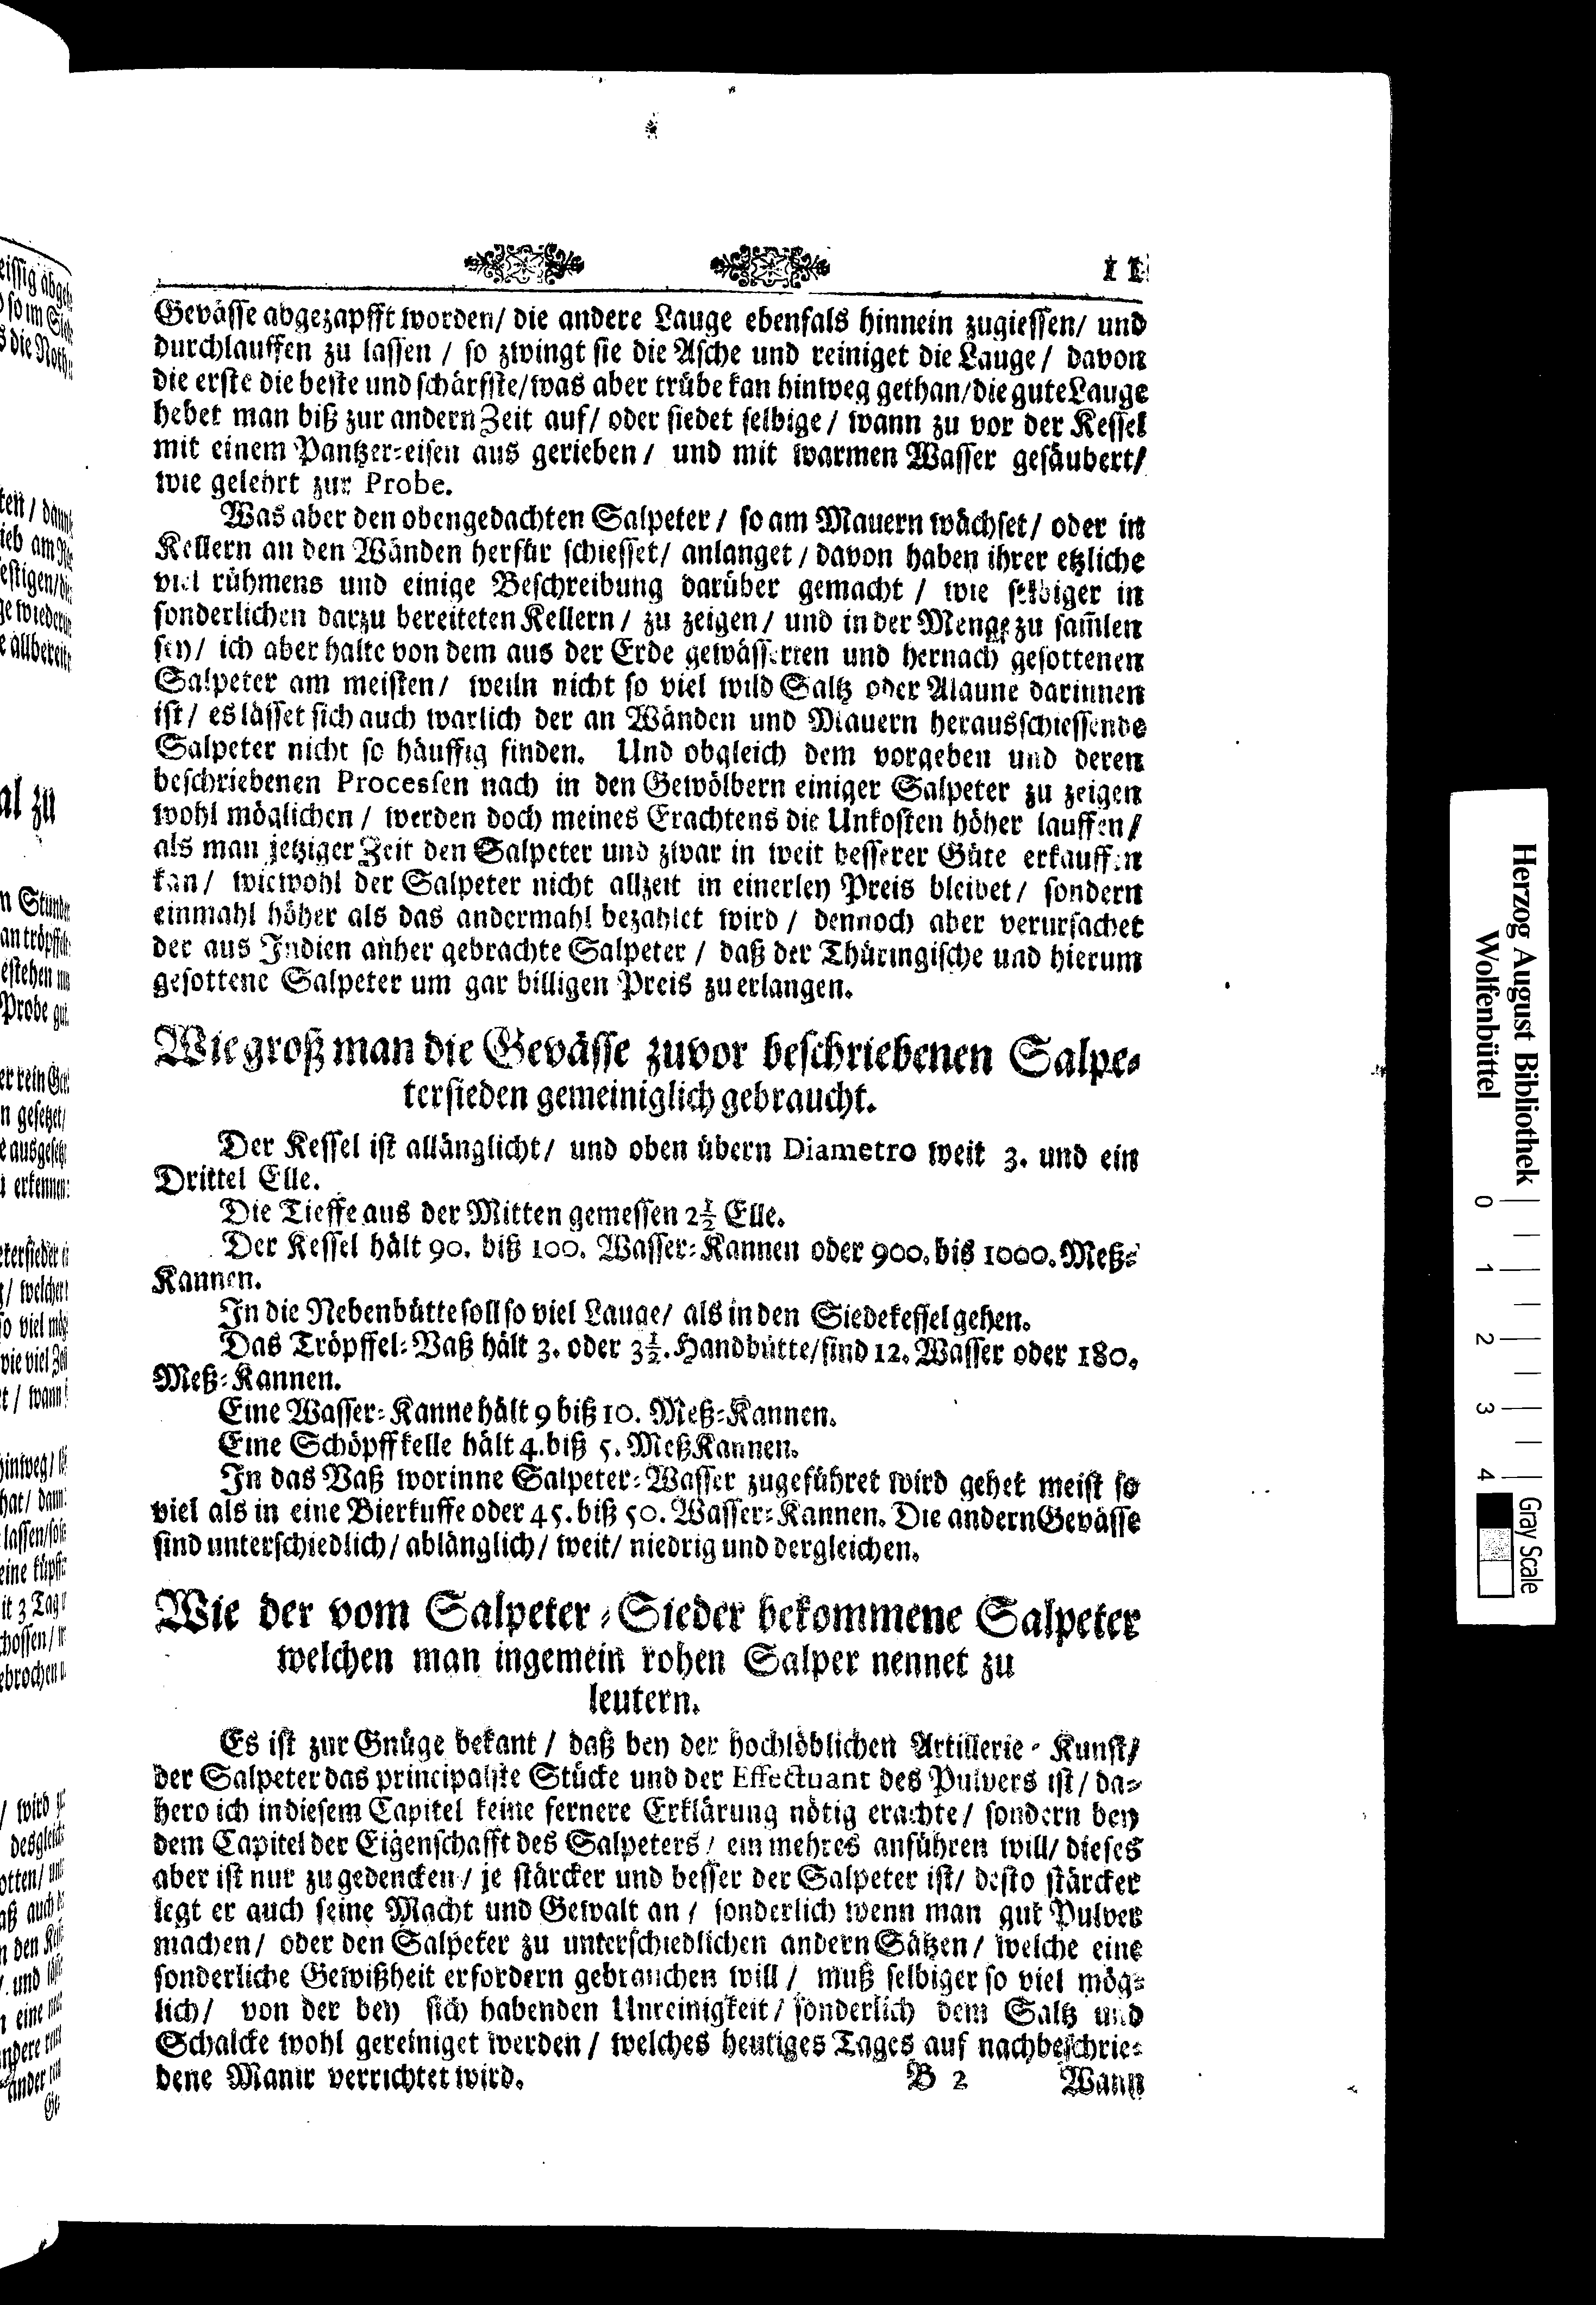 11
Gevässe abgezapfft worden/ die andere Lauge ebenfals hinnein zugiessen/ und
durchlauffen zu lassen / so zwingt sie die Asche und reiniget die Lauge/ davon
die erste die beste und schärffste/ was aber trübe kan hinweg gethan/ die gute Lauge
hebet man biß zur andern Zeit auf/ oder siedet selbige/ wann zu vor der Kessel
mit einem Pantzer-eisen aus gerieben/ und mit warmen Wasser gesäubert/
wie gelehrt zur Probe.
Was aber den obengedachten Salpeter/ so am Mauern wächset/ oder in
Kellern an den Wänden herfür schiesset/ anlanget/ davon haben ihrer etzliche
viel rühmens und einige Beschreibung darüber gemacht / wie selbiger in
sonderlichen darzu bereiteten Kellern/ zu zeigen/ und in der Menge zu sam̃len
sey/ ich aber halte von dem aus der Erde gewässerten und hernach gesottenen
Salpeter am meisten/ weiln nicht so viel wild Saltz oder Alaune darinnen
ist/ es lässet sich auch warlich der an Wänden und Mauern herausschiessende
Salpeter nicht so häuffig finden. Und obgleich dem vorgeben und deren
beschriebenen Processen nach in den Gewölbern einiger Salpeter zu zeigen
wohl möglichen/ werden doch meines Erachtens die Unkosten höher lauffen/
als man jetziger Zeit den Salpeter und zwar in weit besserer Güte erkauffen
kan/ wiewohl der Salpeter nicht allzeit in einerley Preis bleibet/ sondern
einmahl höher als das andermahl bezahlet wird/ dennoch aber verursachet
der aus Indien anher gebrachte Salpeter/ daß der Thüringische und hierum
gesottene Salpeter um gar billigen Preis zu erlangen.
Wie groß man die Gevässe zuvor beschriebenen Salpe-
tersieden gemeiniglich gebraucht.
Der Kessel ist allänglicht/ und oben übern Diametro weit 3. und ein
Drittel Elle.
Die Tieffe aus der Mitten gemessen 2½ Elle.
Der Kessel hält 90. biß 100. Wasser-Kannen oder 900. bis 1000. Meß-
Kannen.
In die Nebenbütte soll so viel Lauge/ als in den Siedekessel gehen.
Das Tröpffel-Vaß hält 3. oder 3½. Handbütte/ sind 12. Wasser oder 180.
Meß-Kannen.
Eine Wasser-Kanne hält 9 biß 10. Meß-Kannen.
Eine Schöpffkelle hält 4. biß 5. Meß Kannen.
In das Vaß worinne Salpeter-Wasser zugeführet wird gehet meist so
viel als in eine Bierkuffe oder 45. biß 50. Wasser-Kannen. Die andern Gevässe
sind unterschiedlich/ ablänglich/ weit/ niedrig und dergleichen.
Wie der vom Salpeter-Sieder bekommene Salpeter
welchen man ingemein rohen Salper nennet zu
leutern.
Es ist zur Gnüge bekant/ daß bey der hochlöblichen Artillerie-Kunst/
der Salpeter das principalste Stücke und der Effectuant des Pulvers ist/ da-
hero ich in diesem Capitel keine fernere Erklärung nötig erachte/ sondern bey
dem Capitel der Eigenschafft des Salpeters/ ein mehres anführen will/ dieses
aber ist nur zu gedencken/ je stärcker und besser der Salpeter ist/ desto stärcker
legt er auch seine Macht und Gewalt an/ sonderlich wenn man gut Pulver
machen/ oder den Salpeter zu unterschiedlichen andern Sätzen/ welche eine
sonderliche Gewißheit erfordern gebrauchen will/ muß selbiger so viel mög-
lich/ von der bey sich habenden Unreinigkeit/ sonderlich dem Saltz und
Schalcke wohl gereiniget werden/ welches heutiges Tages auf nachbeschrie-
bene Manir verrichtet wird.
B 2 Wann
Herzog August Bibliothek
Wolfenbüttel
0 1 2 3 4
Gray Scale